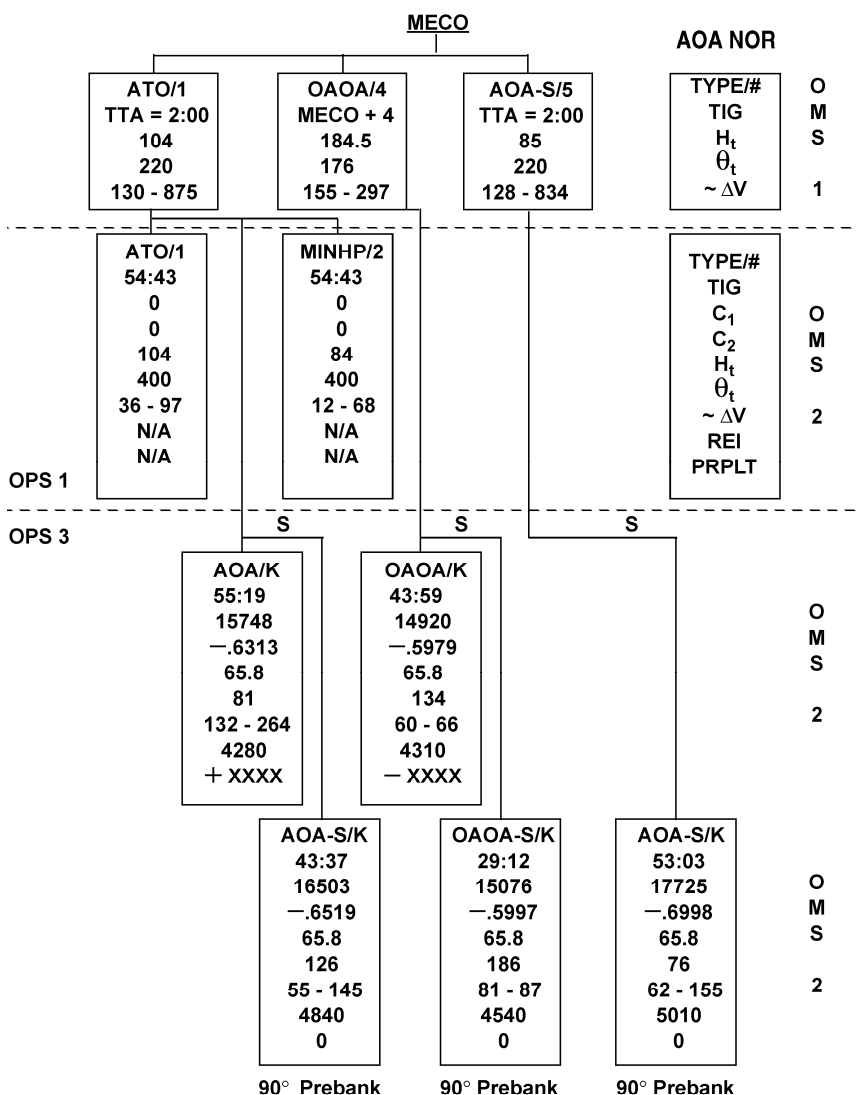 MECO
AOA NOR
ATO/1
TTA = 2:00
104
220
130 - 875
OAOA/4
MECO + 4
184.5
176
155 - 297
AOA-S/5
TTA = 2:00
85
220
128 - 834
TYPE/#
TIG
Hₜ
θₜ
~ ΔV
O
M
S
1
ATO/1
54:43
0
0
104
400
36 - 97
N/A
N/A
MINHP/2
54:43
0
0
84
400
12 - 68
N/A
N/A
TYPE/#
TIG
C₁
C₂
Hₜ
θₜ
~ ΔV
REI
PRPLT
O
M
S
2
OPS 1
OPS 3
S
S
S
AOA/K
55:19
15748
−.6313
65.8
81
132 - 264
4280
+ XXXX
OAOA/K
43:59
14920
−.5979
65.8
134
60 - 66
4310
− XXXX
O
M
S
2
AOA-S/K
43:37
16503
−.6519
65.8
126
55 - 145
4840
0
90° Prebank
OAOA-S/K
29:12
15076
−.5997
65.8
186
81 - 87
4540
0
90° Prebank
AOA-S/K
53:03
17725
−.6998
65.8
76
62 - 155
5010
0
90° Prebank
O
M
S
2